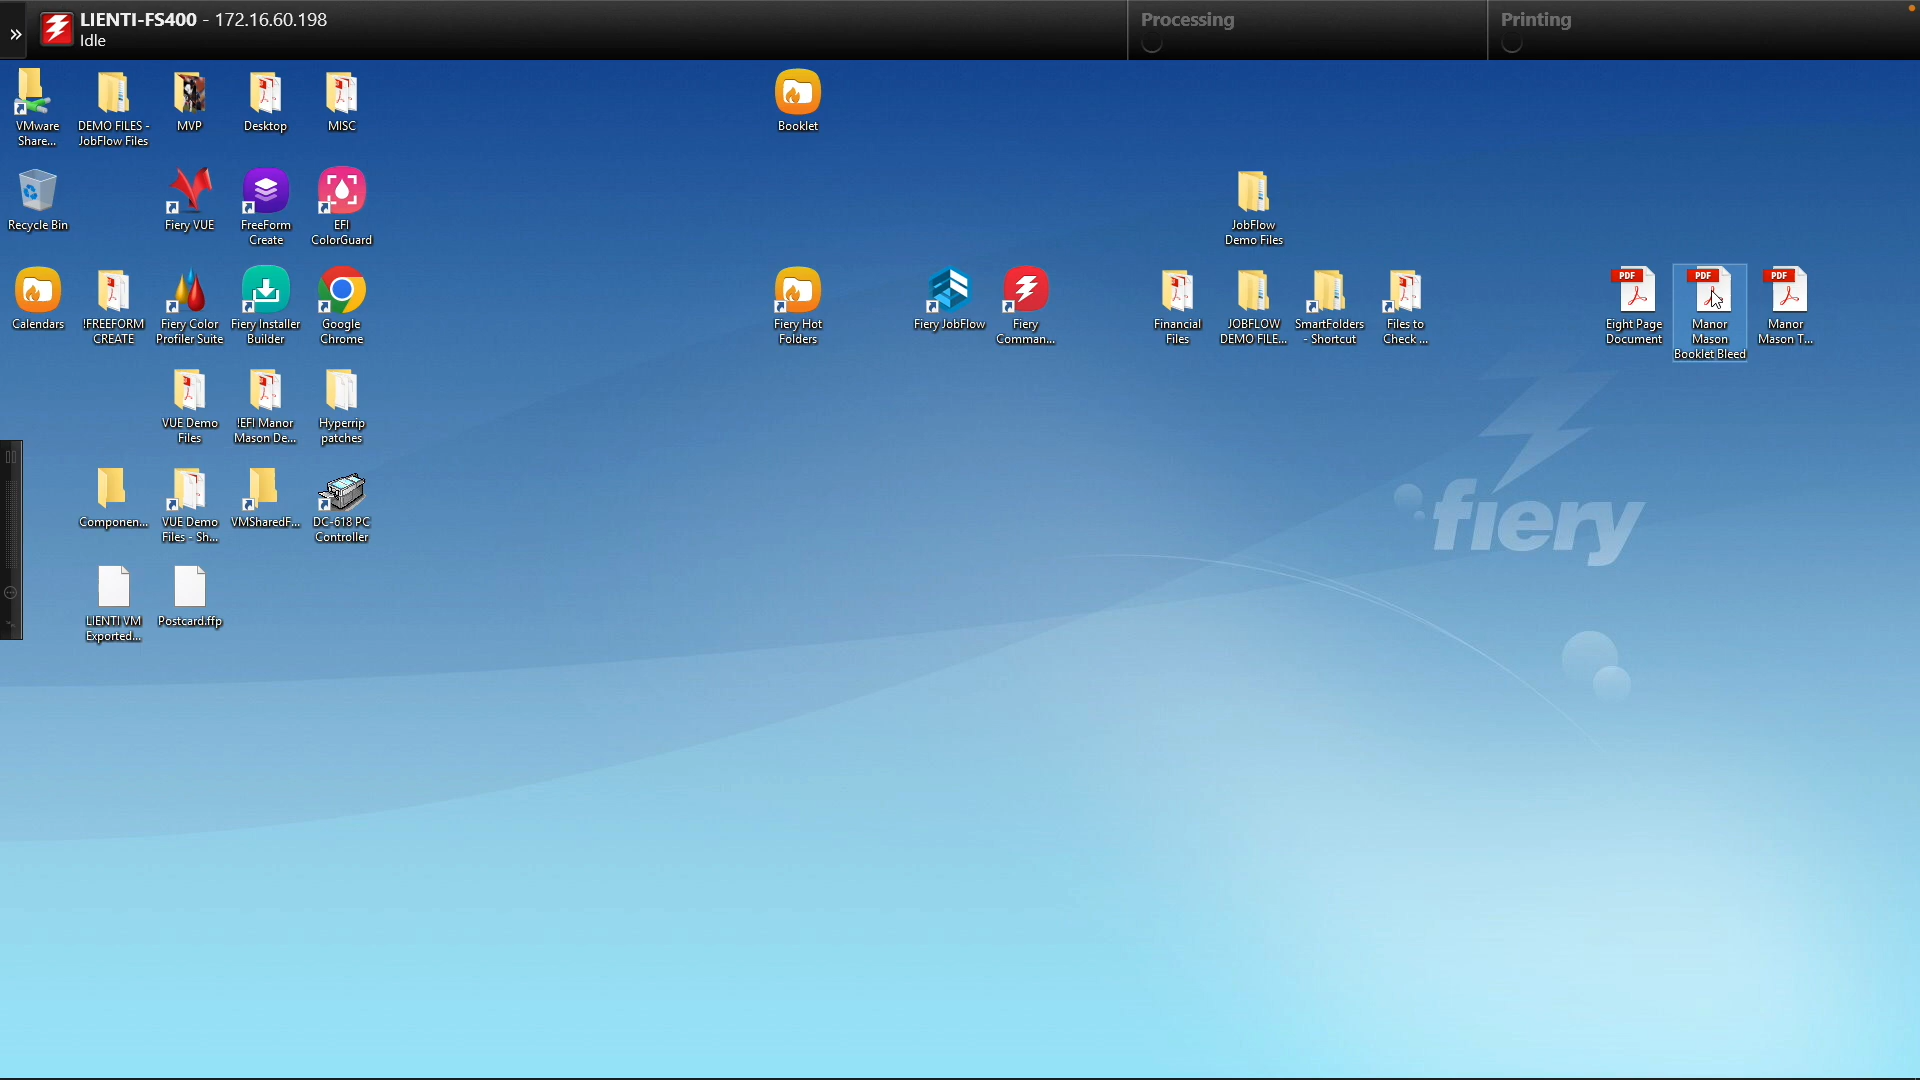 LIENTI-FS400 - 172.16.60.198
Idle
Processing
Printing
VMware
Share...
DEMO FILES -
JobFlow Files
MVP
Desktop
MISC
Booklet
Recycle Bin
Fiery VUE
FreeForm
Create
EFI
ColorGuard
JobFlow
Demo Files
Calendars
!FREEFORM
CREATE
Fiery Color
Profiler Suite
Fiery Installer
Builder
Google
Chrome
Fiery Hot
Folders
Fiery JobFlow
Fiery
Comman...
Financial
Files
JOBFLOW
DEMO FILE...
SmartFolders
- Shortcut
Files to
Check ...
PDF
Eight Page
Document
PDF
Manor
Mason
Booklet Bleed
PDF
Manor
Mason T...
VUE Demo
Files
!EFI Manor
Mason De...
Hyperrip
patches
Componen...
VUE Demo
Files - Sh...
VMSharedF...
DC-618 PC
Controller
fiery
LIENTI VM
Exported...
Postcard.ffp